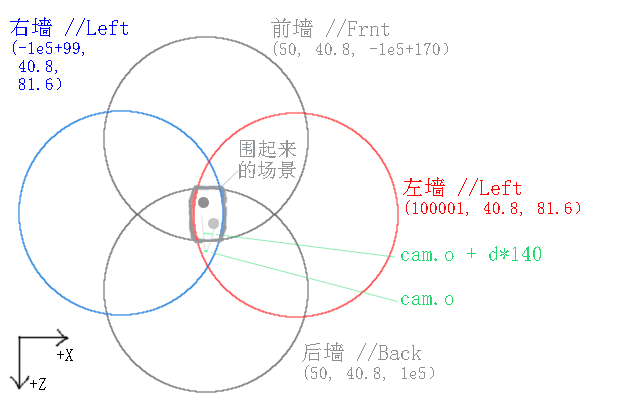 右墙 //Left
(-1e5+99,
40.8,
81.6)
前墙 //Frnt
(50, 40.8, -1e5+170)
围起来
的场景
左墙 //Left
(100001, 40.8, 81.6)
cam.o + d*140
cam.o
+X
+Z
后墙 //Back
(50, 40.8, 1e5)